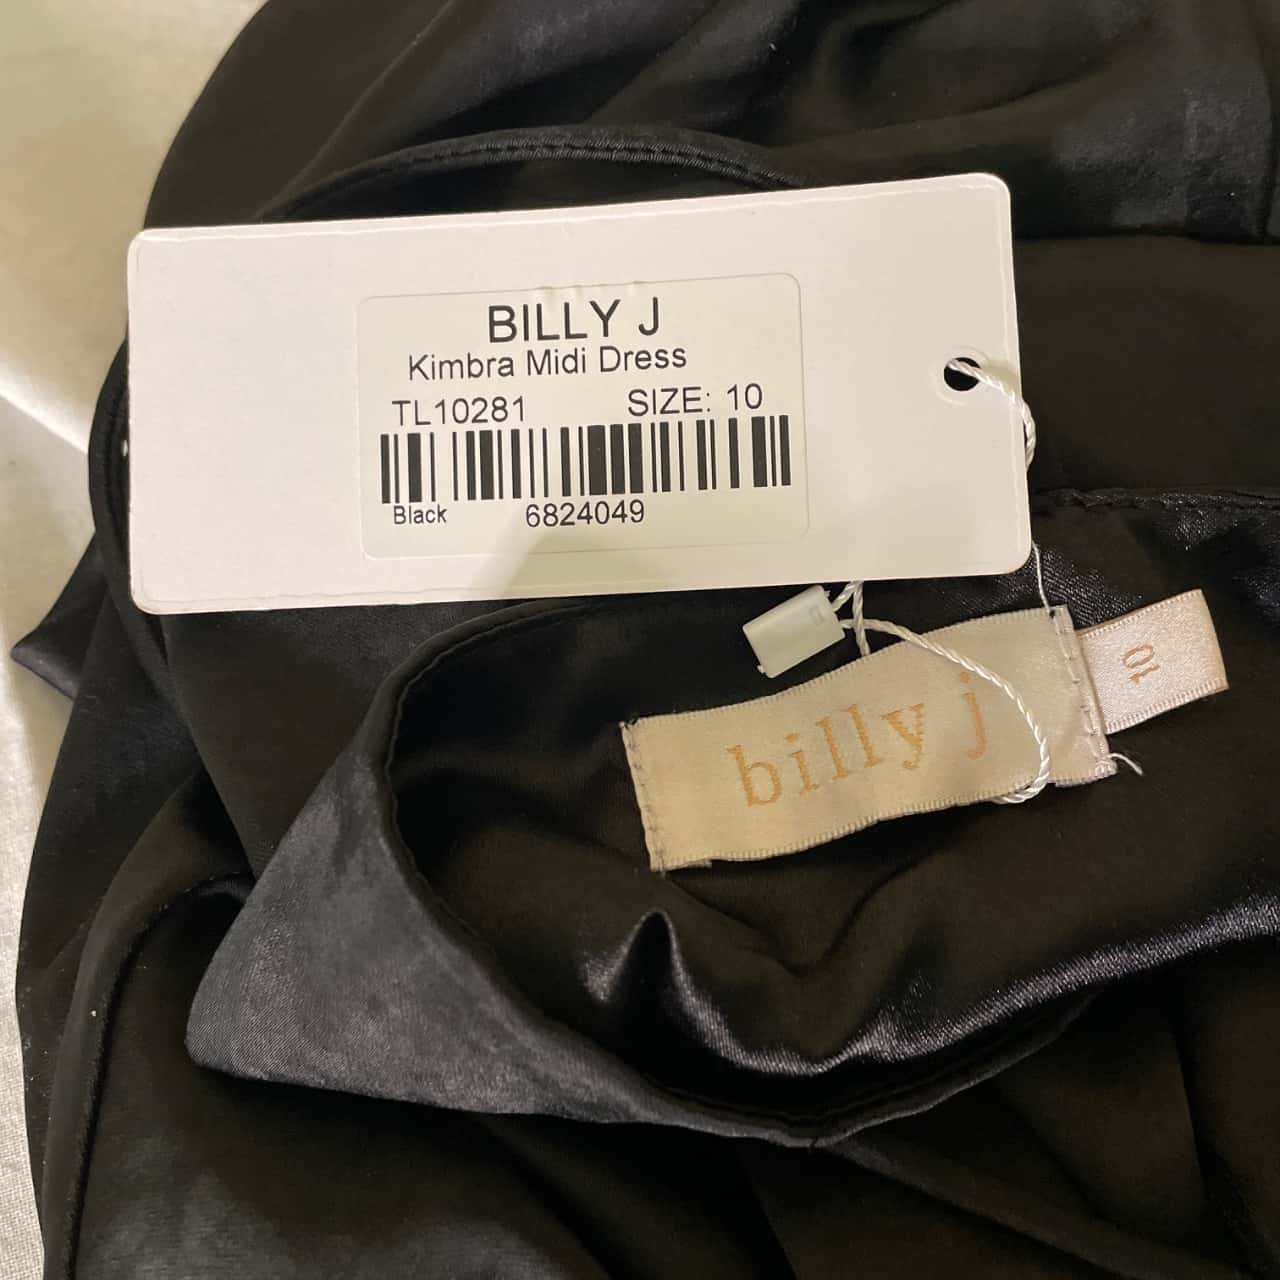 BILLY J
Kimbra Midi Dress
TL10281 SIZE: 10
Black 6824049
billy j
10